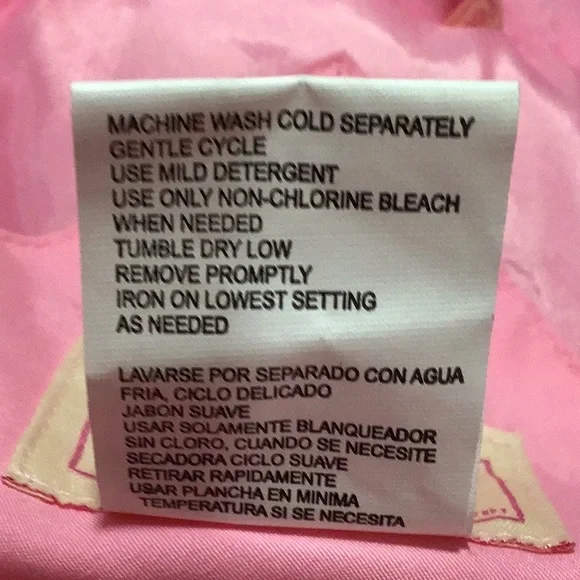 MACHINE WASH COLD SEPARATELY
GENTLE CYCLE
USE MILD DETERGENT
USE ONLY NON-CHLORINE BLEACH
WHEN NEEDED
TUMBLE DRY LOW
REMOVE PROMPTLY
IRON ON LOWEST SETTING
AS NEEDED
LAVARSE POR SEPARADO CON AGUA
FRIA, CICLO DELICADO
JABON SUAVE
USAR SOLAMENTE BLANQUEADOR
SIN CLORO, CUANDO SE NECESITE
SECADORA CICLO SUAVE
RETIRAR RAPIDAMENTE
USAR PLANCHA EN MINIMA
TEMPERATURA SI SE NECESITA